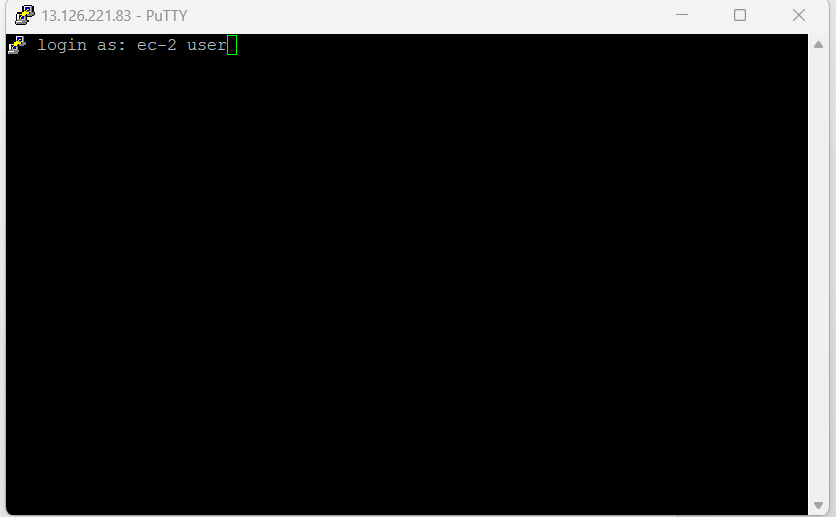 13.126.221.83 - PuTTY
login as: ec-2 user